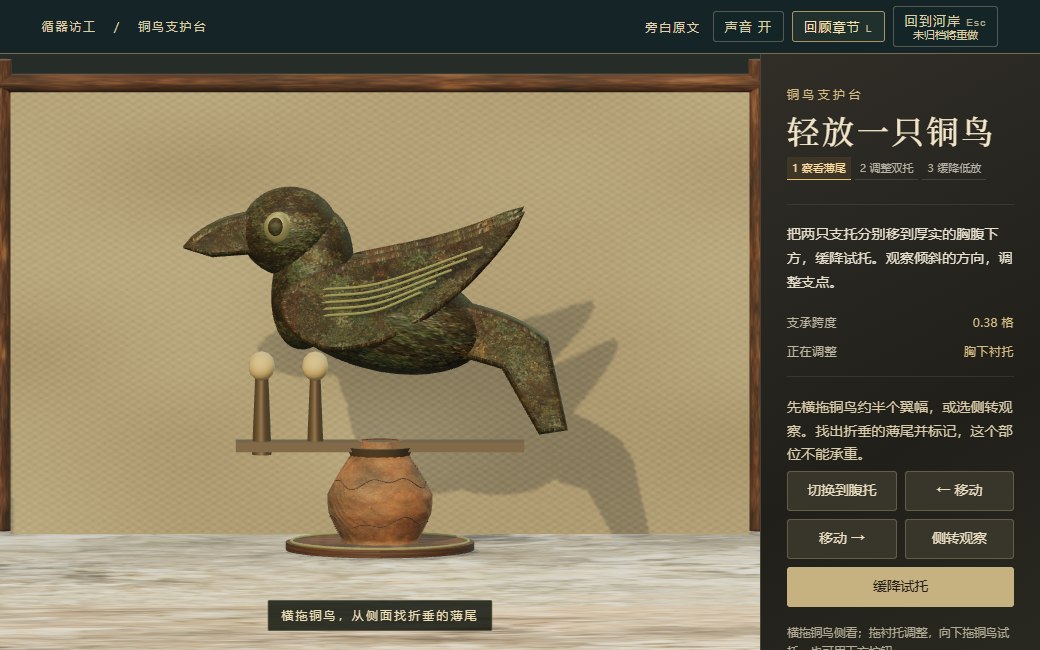 循器访工 / 铜鸟支护台
旁白原文
声音 开
回顾章节 L
回到河岸 Esc
未归档将重做
铜鸟支护台
轻放一只铜鸟
1 察看薄尾 2 调整双托 3 缓降低放
把两只支托分别移到厚实的胸腹下
方，缓降试托。观察倾斜的方向，调
整支点。
支承跨度 0.38 格
正在调整 胸下衬托
先横拖铜鸟约半个翼幅，或选侧转观
察。找出折垂的薄尾并标记，这个部
位不能承重。
切换到腹托
← 移动
移动 →
侧转观察
缓降试托
横拖铜鸟，从侧面找折垂的薄尾
横拖铜鸟侧看；拖衬托调整，向下拖铜鸟试